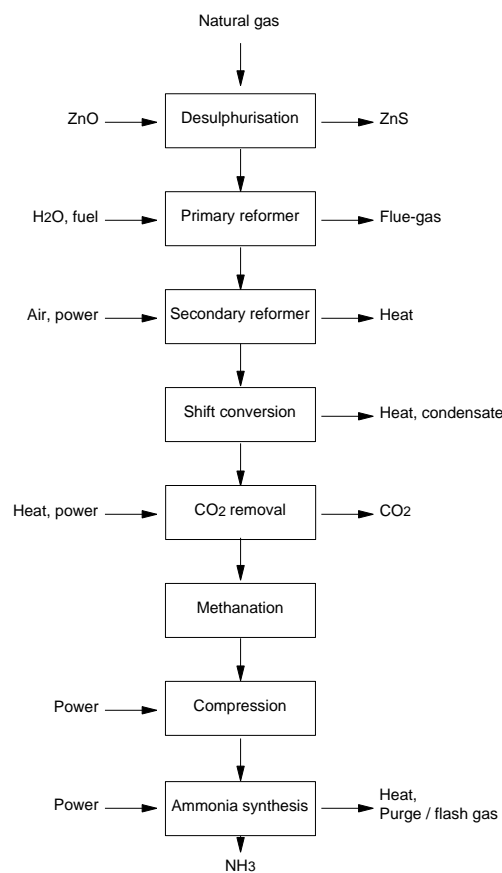 Natural gas
ZnO
Desulphurisation
ZnS
H2O, fuel
Primary reformer
Flue-gas
Air, power
Secondary reformer
Heat
Shift conversion
Heat, condensate
Heat, power
CO2 removal
CO2
Methanation
Power
Compression
Power
Ammonia synthesis
Heat,
Purge / flash gas
NH3